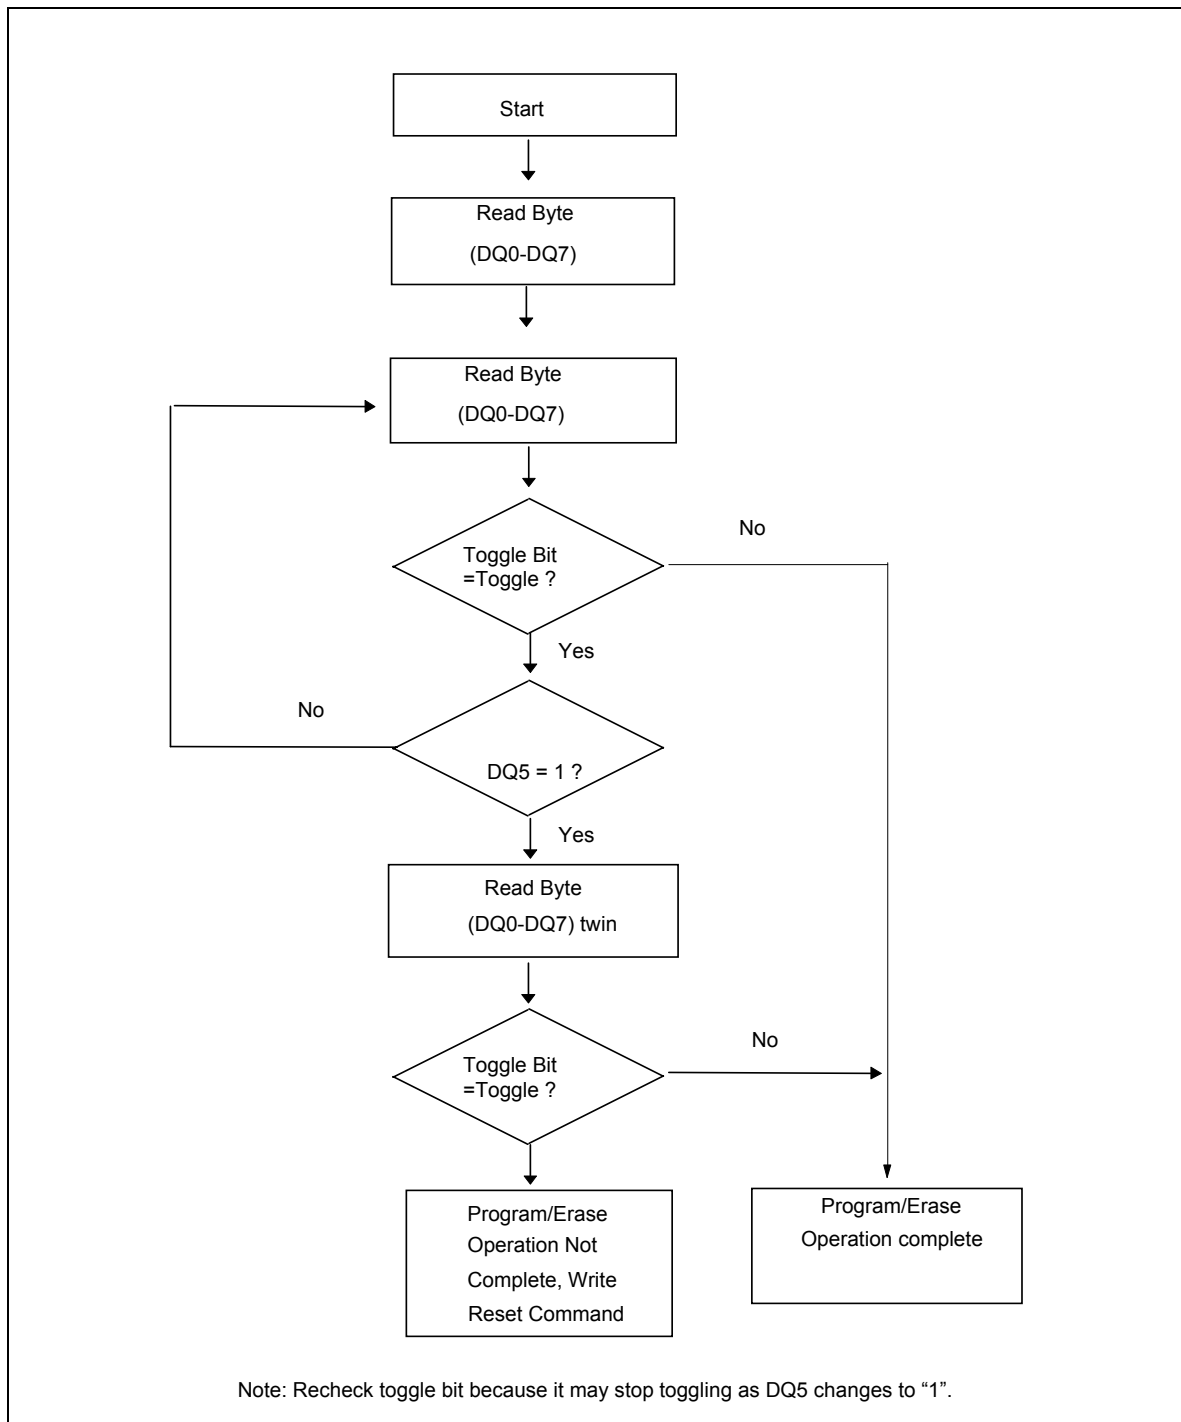 Start
Read Byte
(DQ0-DQ7)
Read Byte
(DQ0-DQ7)
No
Toggle Bit
=Toggle ?
Yes
No
DQ5 = 1 ?
Yes
Read Byte
(DQ0-DQ7) twin
No
Toggle Bit
=Toggle ?
Program/Erase
Operation Not
Complete, Write
Reset Command
Program/Erase
Operation complete
Note: Recheck toggle bit because it may stop toggling as DQ5 changes to “1”.